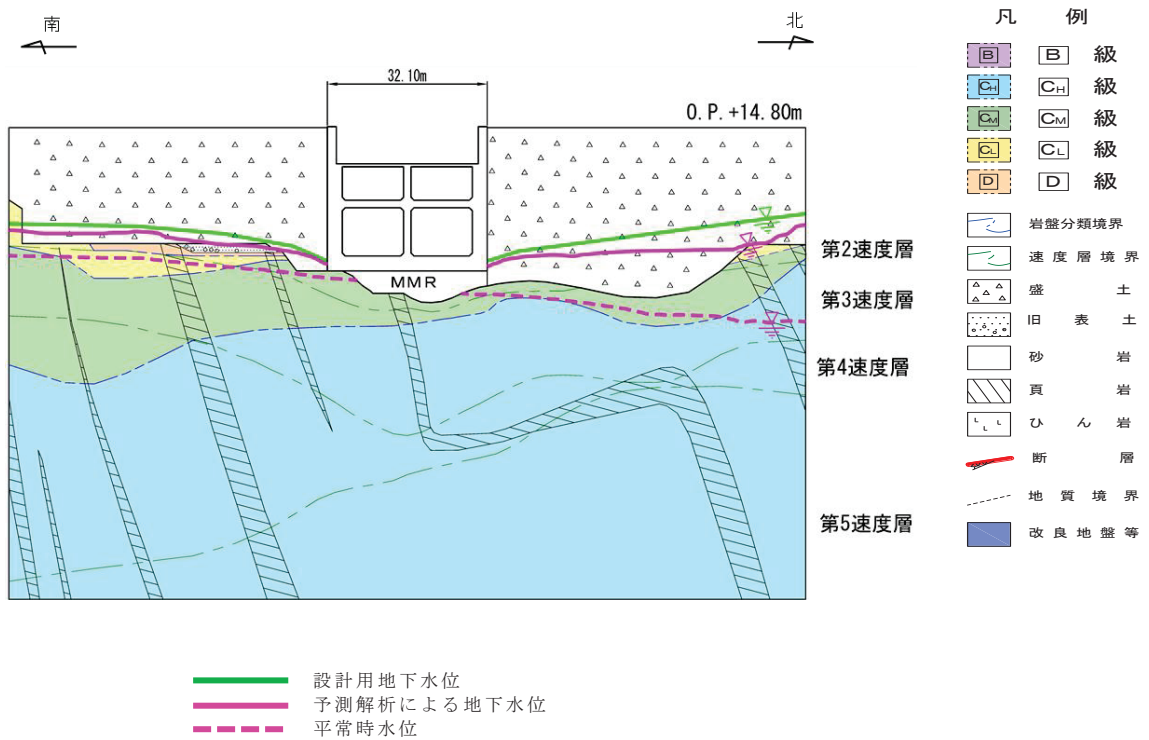 南
北
32.10m
O.P.+14.80m
MMR
第2速度層
第3速度層
第4速度層
第5速度層
凡 例
B B 級
CH CH 級
CM CM 級
CL CL 級
D D 級
岩盤分類境界
速度層境界
盛土
旧表土
砂岩
頁岩
ひん岩
断層
地質境界
改良地盤等
設計用地下水位
予測解析による地下水位
平常時水位